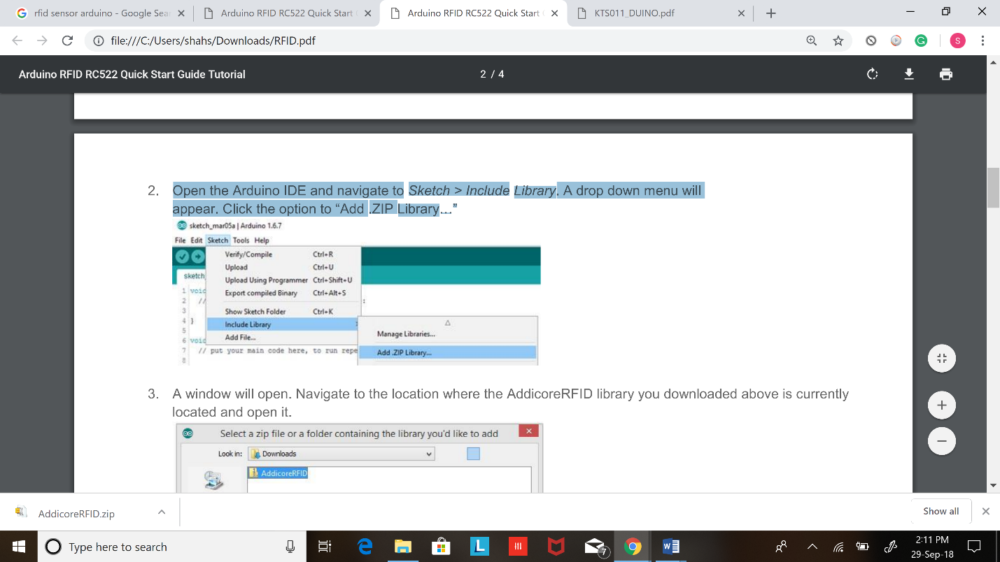 rfid sensor arduino - Google Sea
Arduino RFID RC522 Quick Start G
Arduino RFID RC522 Quick Start
KTS011_DUINO.pdf
file:///C:/Users/shahs/Downloads/RFID.pdf
S
Arduino RFID RC522 Quick Start Guide Tutorial
2 / 4
2. Open the Arduino IDE and navigate to Sketch > Include Library. A drop down menu will
appear. Click the option to “Add .ZIP Library...”
sketch_mar05a | Arduino 1.6.7
File Edit Sketch Tools Help
Verify/Compile Ctrl+R
Upload Ctrl+U
Upload Using Programmer Ctrl+Shift+U
Export compiled Binary Ctrl+Alt+S
Show Sketch Folder Ctrl+K
Include Library
Add File...
Manage Libraries...
Add .ZIP Library...
sketch
1 void
2 // :
3
4 }
5
6 void
7 // put your main code here, to run repe
8
3. A window will open. Navigate to the location where the AddicoreRFID library you downloaded above is currently
located and open it.
Select a zip file or a folder containing the library you'd like to add
Look in: Downloads
AddicoreRFID
AddicoreRFID.zip
Show all
Type here to search
L
7
W
2:11 PM
29-Sep-18